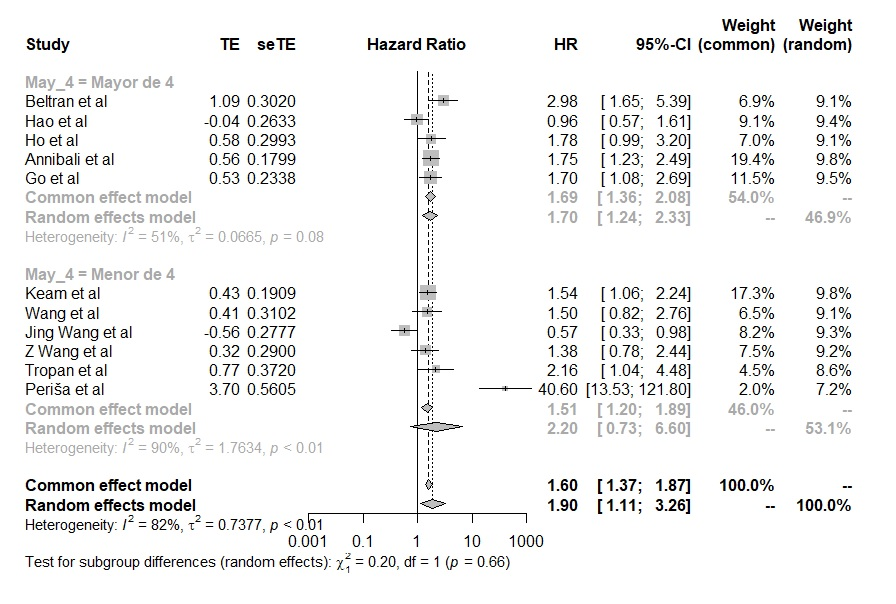 Weight Weight
Study TE seTE Hazard Ratio HR 95%-CI (common) (random)
May_4 = Mayor de 4
Beltran et al 1.09 0.3020 2.98 [ 1.65; 5.39] 6.9% 9.1%
Hao et al -0.04 0.2633 0.96 [ 0.57; 1.61] 9.1% 9.4%
Ho et al 0.58 0.2993 1.78 [ 0.99; 3.20] 7.0% 9.1%
Annibali et al 0.56 0.1799 1.75 [ 1.23; 2.49] 19.4% 9.8%
Go et al 0.53 0.2338 1.70 [ 1.08; 2.69] 11.5% 9.5%
Common effect model 1.69 [ 1.36; 2.08] 54.0% --
Random effects model 1.70 [ 1.24; 2.33] -- 46.9%
Heterogeneity: I² = 51%, τ² = 0.0665, p = 0.08
May_4 = Menor de 4
Keam et al 0.43 0.1909 1.54 [ 1.06; 2.24] 17.3% 9.8%
Wang et al 0.41 0.3102 1.50 [ 0.82; 2.76] 6.5% 9.1%
Jing Wang et al -0.56 0.2777 0.57 [ 0.33; 0.98] 8.2% 9.3%
Z Wang et al 0.32 0.2900 1.38 [ 0.78; 2.44] 7.5% 9.2%
Tropan et al 0.77 0.3720 2.16 [ 1.04; 4.48] 4.5% 8.6%
Periša et al 3.70 0.5605 40.60 [13.53; 121.80] 2.0% 7.2%
Common effect model 1.51 [ 1.20; 1.89] 46.0% --
Random effects model 2.20 [ 0.73; 6.60] -- 53.1%
Heterogeneity: I² = 90%, τ² = 1.7634, p < 0.01
Common effect model 1.60 [ 1.37; 1.87] 100.0% --
Random effects model 1.90 [ 1.11; 3.26] -- 100.0%
Heterogeneity: I² = 82%, τ² = 0.7377, p < 0.01
0.001 0.1 1 10 1000
Test for subgroup differences (random effects): χ²₁ = 0.20, df = 1 (p = 0.66)